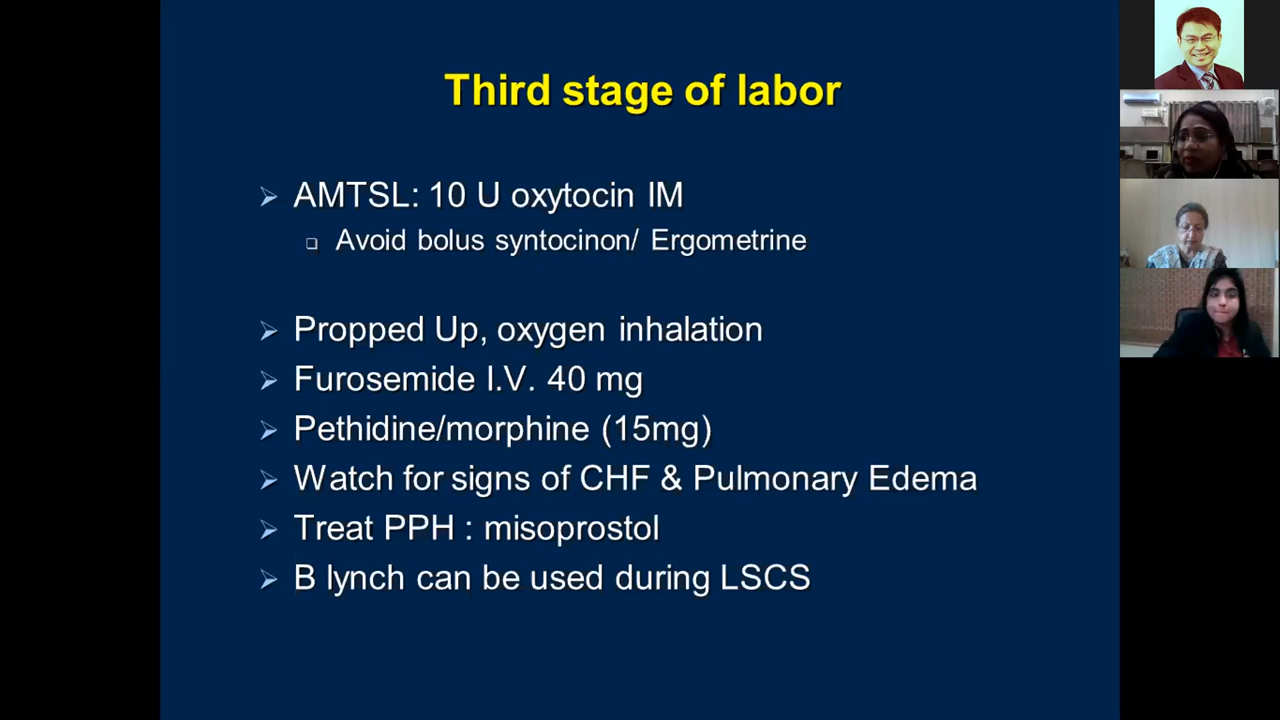 Third stage of labor
➢ AMTSL: 10 U oxytocin IM
❑ Avoid bolus syntocinon/ Ergometrine
➢ Propped Up, oxygen inhalation
➢ Furosemide I.V. 40 mg
➢ Pethidine/morphine (15mg)
➢ Watch for signs of CHF & Pulmonary Edema
➢ Treat PPH : misoprostol
➢ B lynch can be used during LSCS